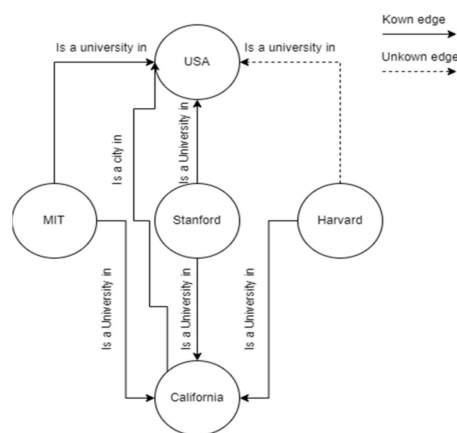 Kown edge
Is a university in
USA
Is a university in
Unkown edge
Is a city in
Is a University in
MIT
Stanford
Harvard
Is a University in
Is a University in
Is a University in
California